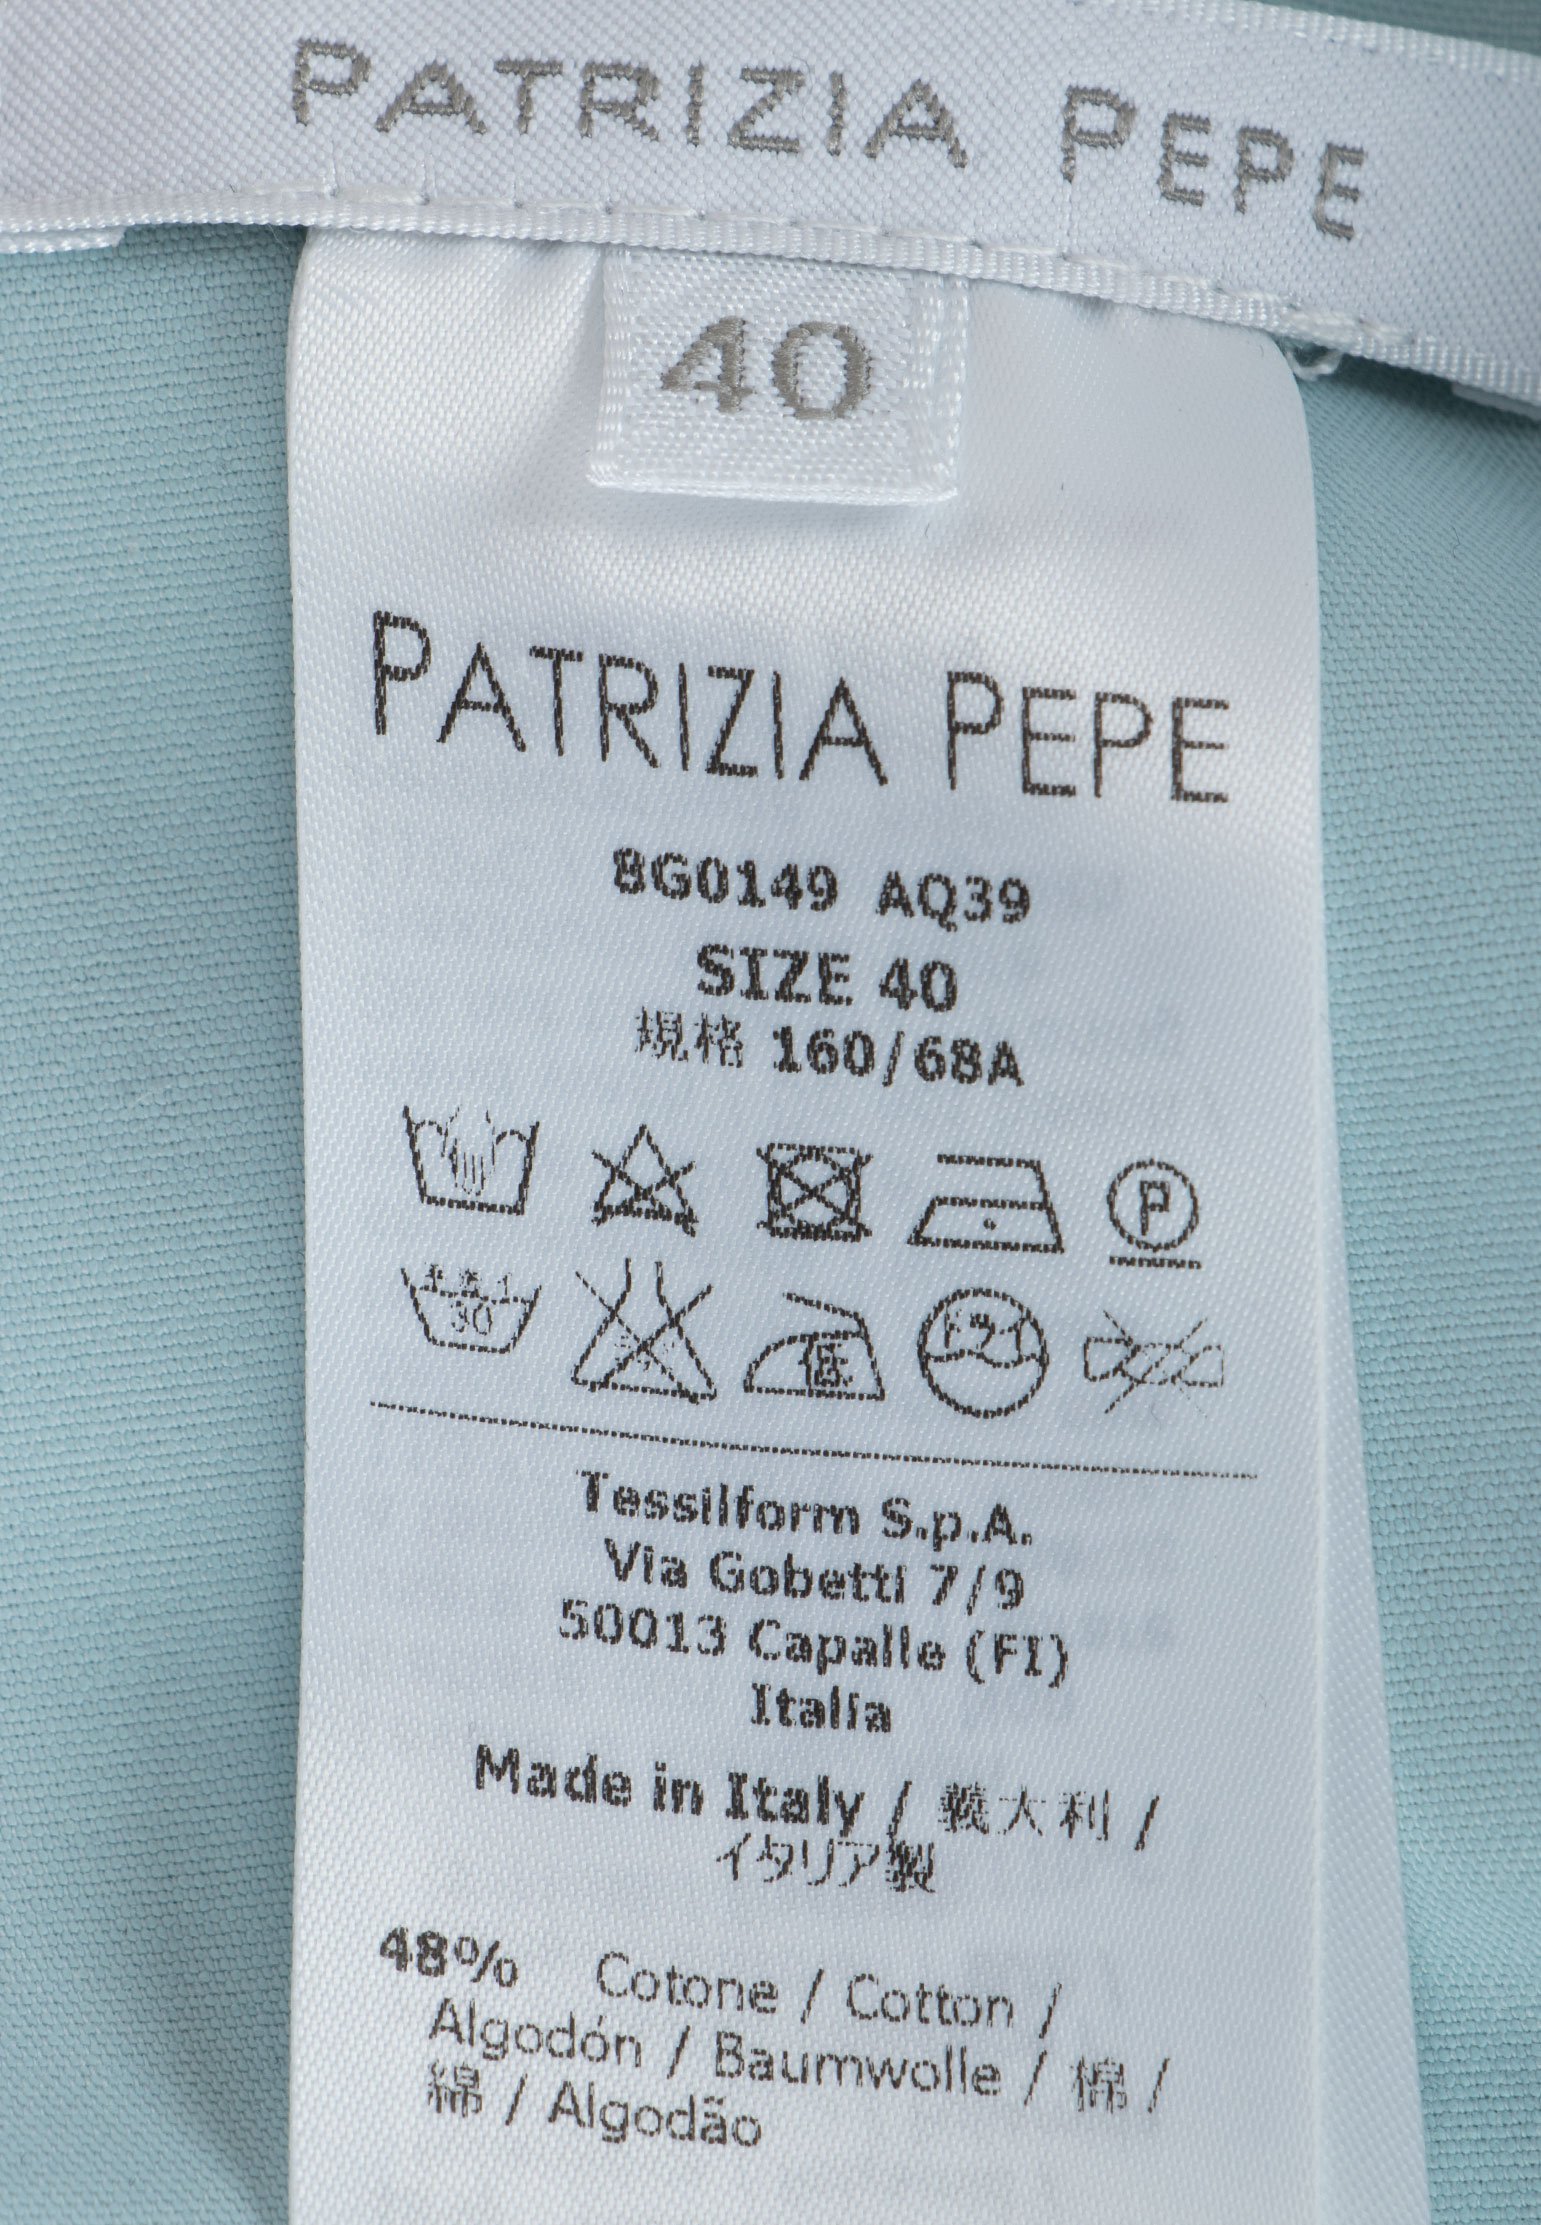 PATRIZIA PEPE
40
PATRIZIA PEPE
8G0149 AQ39
SIZE 40
規格 160/68A
P
30
Tessilform S.p.A.
Via Gobetti 7/9
50013 Capalle (FI)
Italia
Made in Italy / 義大利 /
イタリア製
48% Cotone / Cotton /
Algodón / Baumwolle / 棉 /
綿 / Algodão